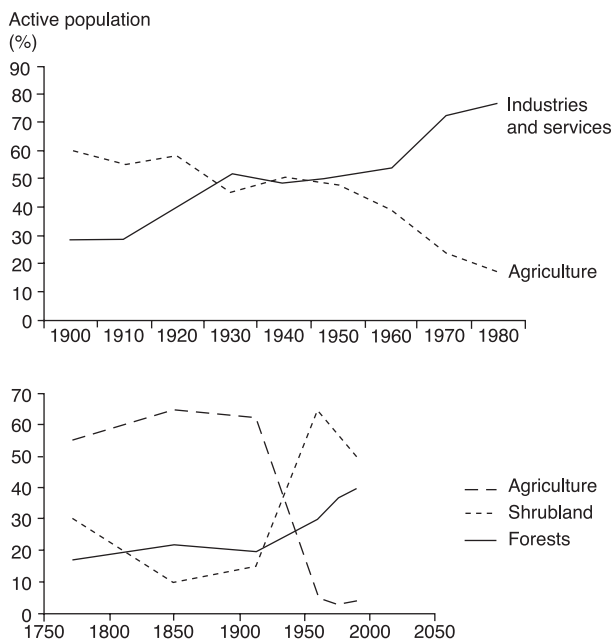 Active population
(%)
90
80
70
60
50
40
30
20
10
0
Industries
and services
Agriculture
1900 1910 1920 1930 1940 1950 1960 1970 1980
70
60
50
40
30
20
10
0
Agriculture
Shrubland
Forests
1750 1800 1850 1900 1950 2000 2050